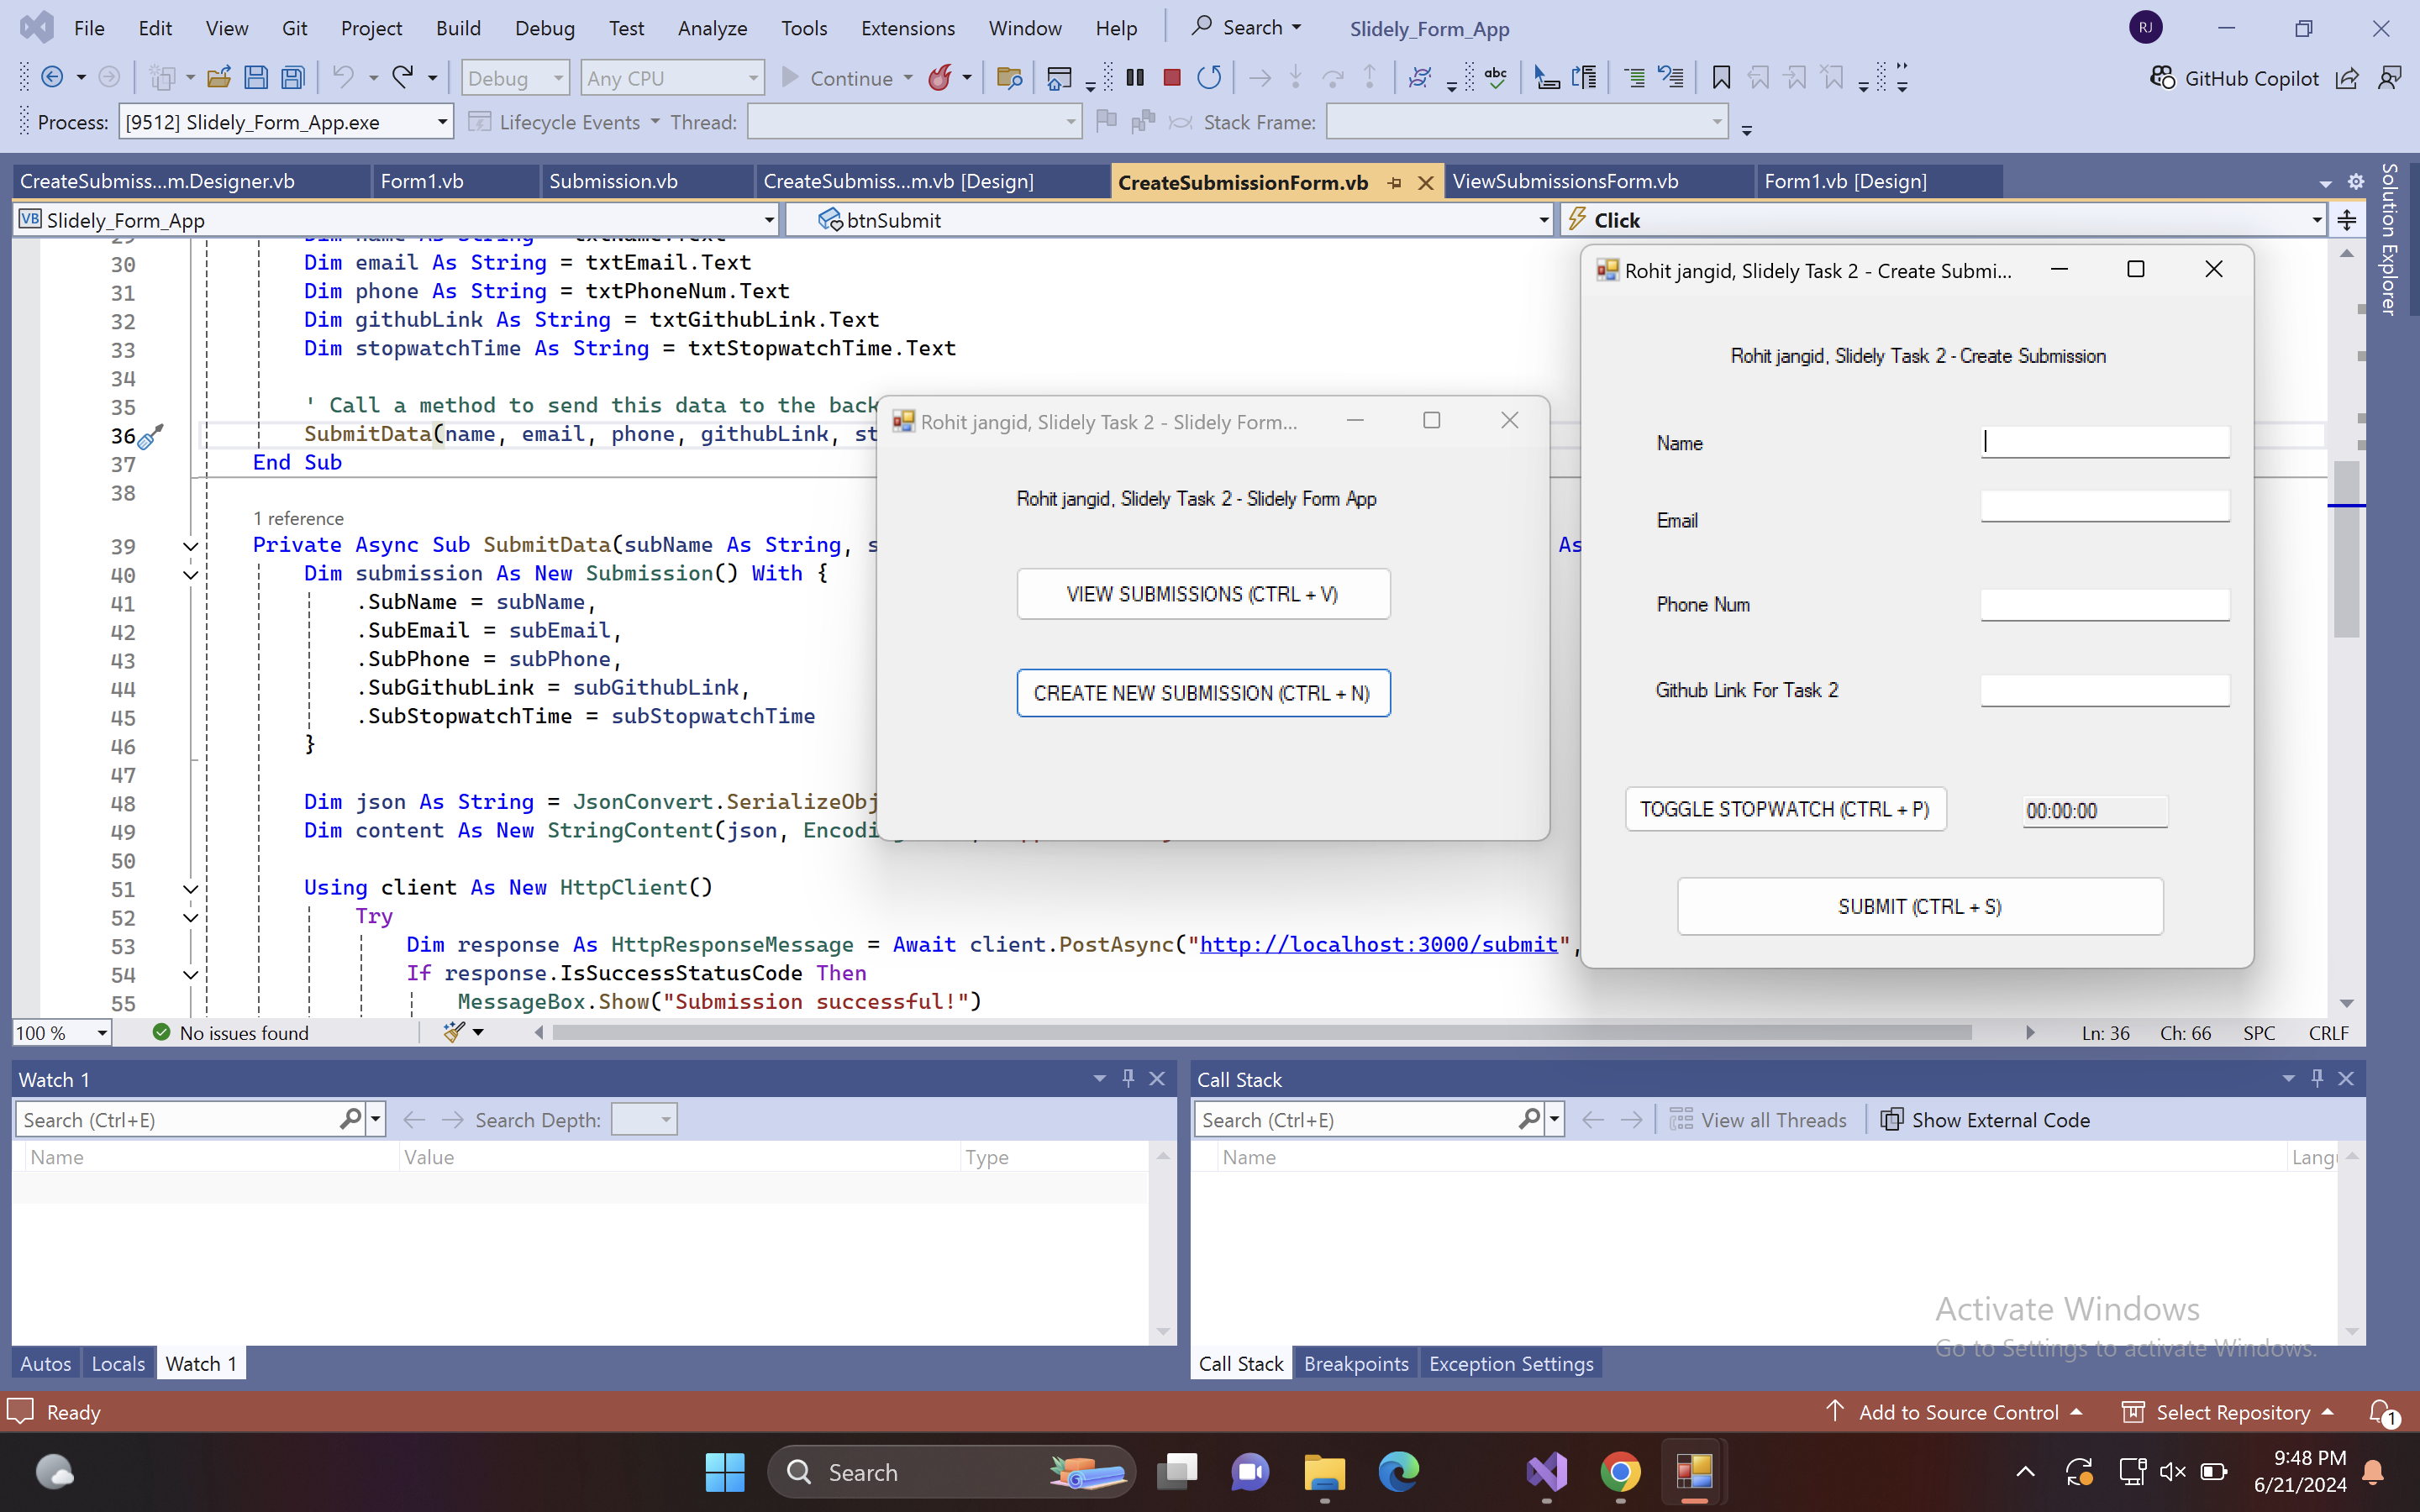 File Edit View Git Project Build Debug Test Analyze Tools Extensions Window Help Search Slidely_Form_App RJ
Debug Any CPU Continue abc GitHub Copilot
Process: [9512] Slidely_Form_App.exe Lifecycle Events Thread: Stack Frame:
CreateSubmiss...m.Designer.vb Form1.vb Submission.vb CreateSubmiss...m.vb [Design] CreateSubmissionForm.vb ViewSubmissionsForm.vb Form1.vb [Design]
Solution Explorer
VB Slidely_Form_App btnSubmit Click
30 Dim email As String = txtEmail.Text
31 Dim phone As String = txtPhoneNum.Text
32 Dim githubLink As String = txtGithubLink.Text
33 Dim stopwatchTime As String = txtStopwatchTime.Text
34
35 ' Call a method to send this data to the back
36 SubmitData(name, email, phone, githubLink, st
37 End Sub
38
1 reference
39 Private Async Sub SubmitData(subName As String, s As
40 Dim submission As New Submission() With {
41 .SubName = subName,
42 .SubEmail = subEmail,
43 .SubPhone = subPhone,
44 .SubGithubLink = subGithubLink,
45 .SubStopwatchTime = subStopwatchTime
46 }
47
48 Dim json As String = JsonConvert.SerializeObj
49 Dim content As New StringContent(json, Encodi
50
51 Using client As New HttpClient()
52 Try
53 Dim response As HttpResponseMessage = Await client.PostAsync("http://localhost:3000/submit",
54 If response.IsSuccessStatusCode Then
55 MessageBox.Show("Submission successful!")
Rohit jangid, Slidely Task 2 - Slidely Form...
Rohit jangid, Slidely Task 2 - Slidely Form App
VIEW SUBMISSIONS (CTRL + V)
CREATE NEW SUBMISSION (CTRL + N)
Rohit jangid, Slidely Task 2 - Create Submi...
Rohit jangid, Slidely Task 2 - Create Submission
Name
Email
Phone Num
Github Link For Task 2
TOGGLE STOPWATCH (CTRL + P) 00:00:00
SUBMIT (CTRL + S)
100 % No issues found Ln: 36 Ch: 66 SPC CRLF
Watch 1
Search (Ctrl+E) Search Depth:
Name Value Type
Autos Locals Watch 1
Call Stack
Search (Ctrl+E) View all Threads Show External Code
Name Langu
Call Stack Breakpoints Exception Settings
Activate Windows
Go to Settings to activate Windows.
Ready Add to Source Control Select Repository 1
Search
9:48 PM
6/21/2024